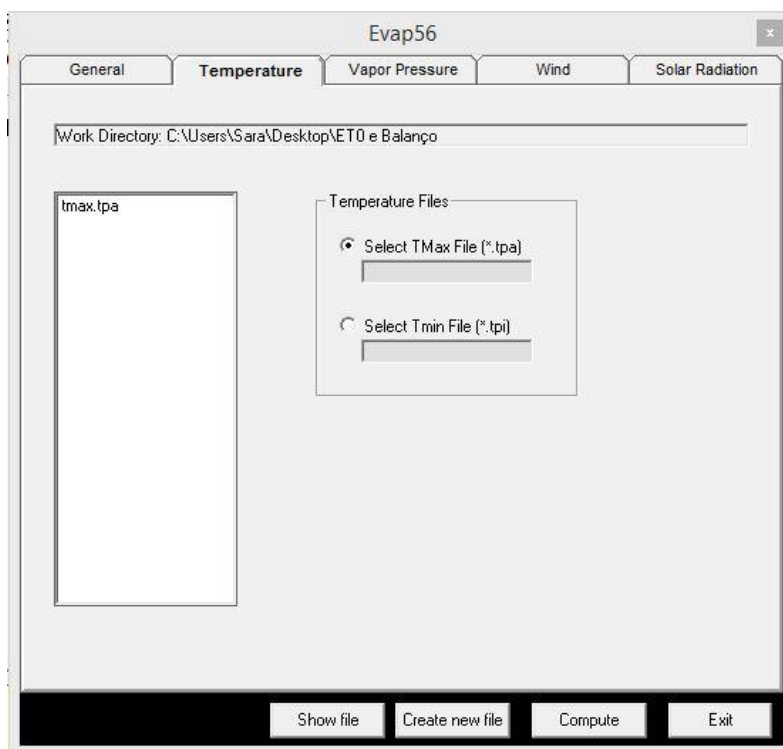 Evap56
x
General
Temperature
Vapor Pressure
Wind
Solar Radiation
Work Directory: C:\Users\Sara\Desktop\ET0 e Balanço
tmax.tpa
Temperature Files
Select TMax File (*.tpa)
Select Tmin File (*.tpi)
Show file
Create new file
Compute
Exit